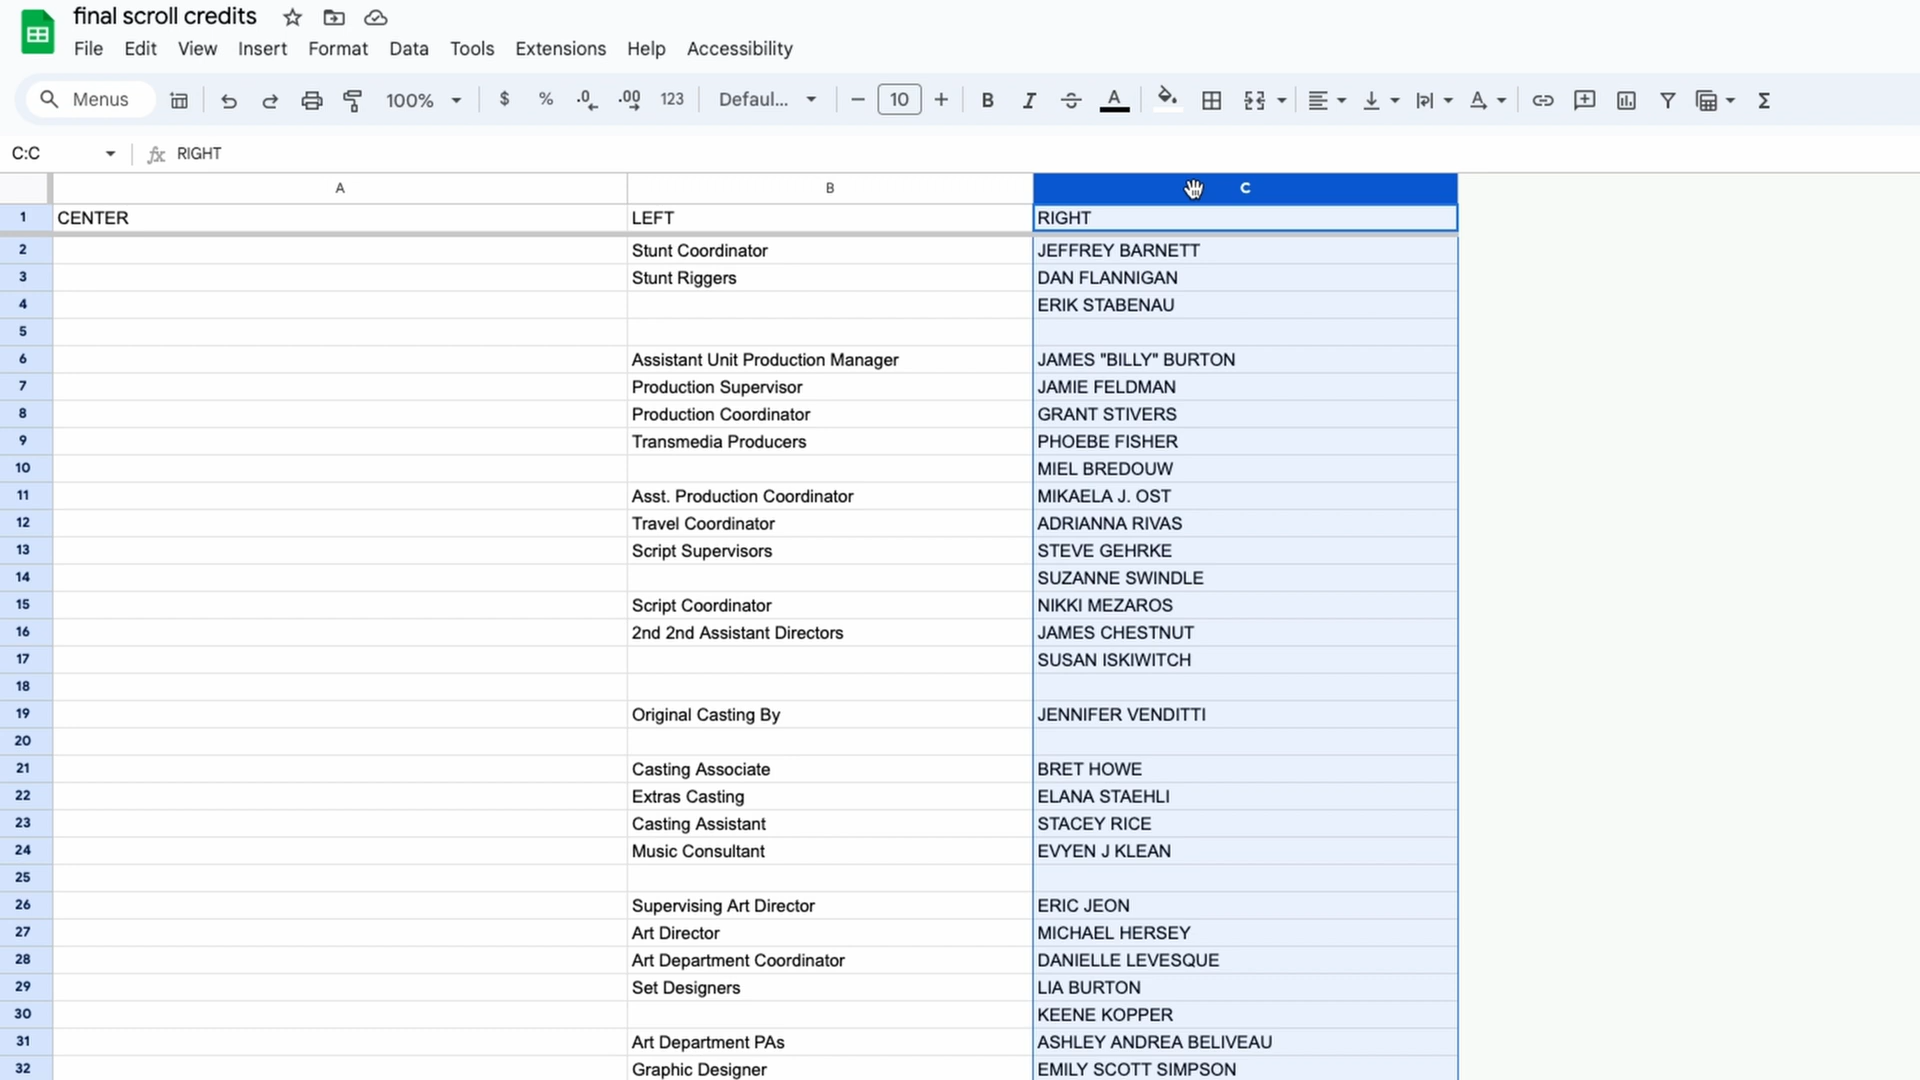 final scroll credits
File Edit View Insert Format Data Tools Extensions Help Accessibility
Menus 100% $ % .0 .00 123 Defaul... 10 B I A A Σ
C:C fx RIGHT
A B C
1 CENTER LEFT RIGHT
2 Stunt Coordinator JEFFREY BARNETT
3 Stunt Riggers DAN FLANNIGAN
4 ERIK STABENAU
5
6 Assistant Unit Production Manager JAMES "BILLY" BURTON
7 Production Supervisor JAMIE FELDMAN
8 Production Coordinator GRANT STIVERS
9 Transmedia Producers PHOEBE FISHER
10 MIEL BREDOUW
11 Asst. Production Coordinator MIKAELA J. OST
12 Travel Coordinator ADRIANNA RIVAS
13 Script Supervisors STEVE GEHRKE
14 SUZANNE SWINDLE
15 Script Coordinator NIKKI MEZAROS
16 2nd 2nd Assistant Directors JAMES CHESTNUT
17 SUSAN ISKIWITCH
18
19 Original Casting By JENNIFER VENDITTI
20
21 Casting Associate BRET HOWE
22 Extras Casting ELANA STAEHLI
23 Casting Assistant STACEY RICE
24 Music Consultant EVYEN J KLEAN
25
26 Supervising Art Director ERIC JEON
27 Art Director MICHAEL HERSEY
28 Art Department Coordinator DANIELLE LEVESQUE
29 Set Designers LIA BURTON
30 KEENE KOPPER
31 Art Department PAs ASHLEY ANDREA BELIVEAU
32 Graphic Designer EMILY SCOTT SIMPSON